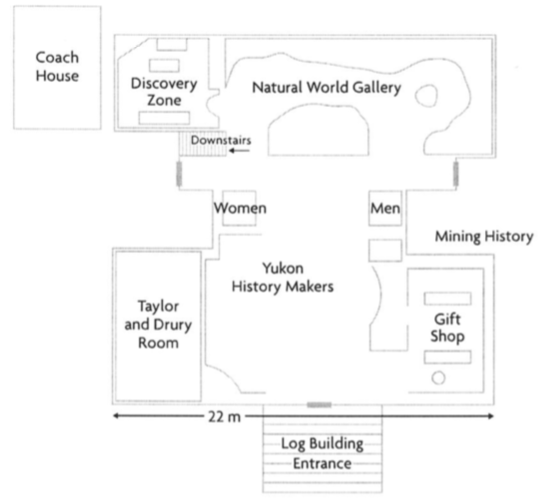 Coach
House
Discovery
Zone
Natural World Gallery
Downstairs
Women
Men
Mining History
Yukon
History Makers
Taylor
and Drury
Room
Gift
Shop
22 m
Log Building
Entrance